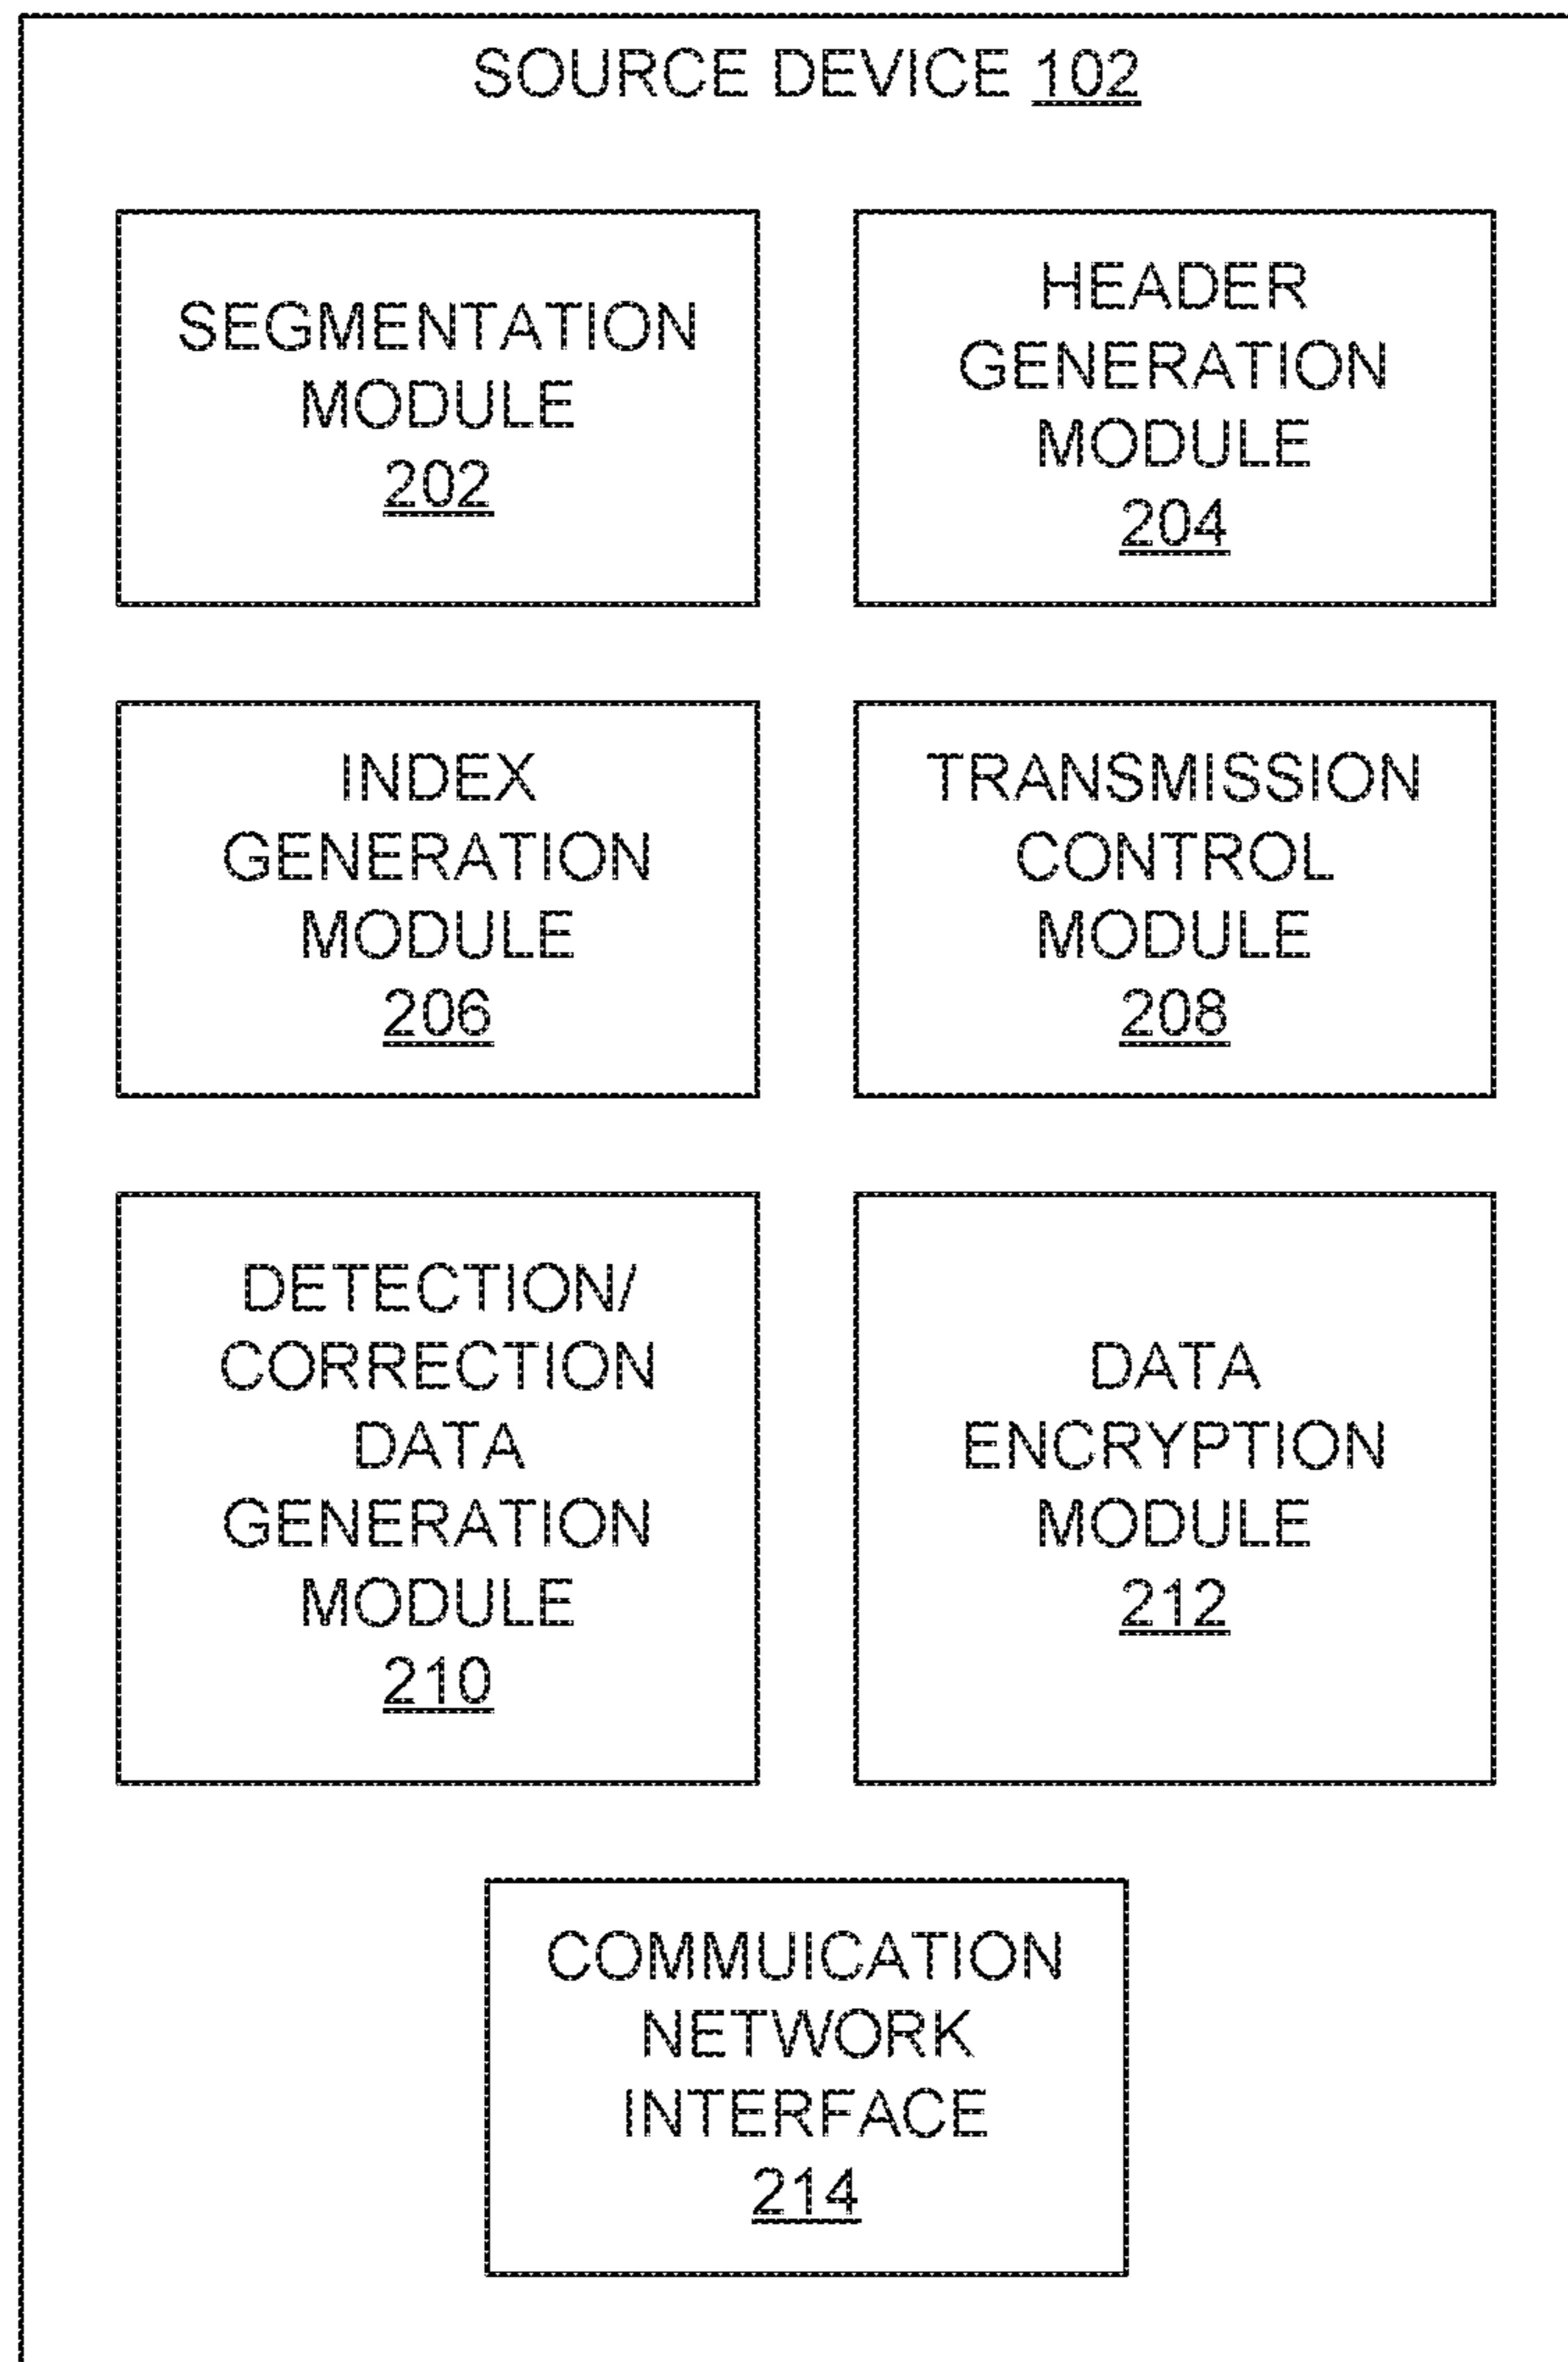 SOURCE DEVICE 102
SEGMENTATION
MODULE
202
HEADER
GENERATION
MODULE
204
INDEX
GENERATION
MODULE
206
TRANSMISSION
CONTROL
MODULE
208
DETECTION/
CORRECTION
DATA
GENERATION
MODULE
210
DATA
ENCRYPTION
MODULE
212
COMMUICATION
NETWORK
INTERFACE
214